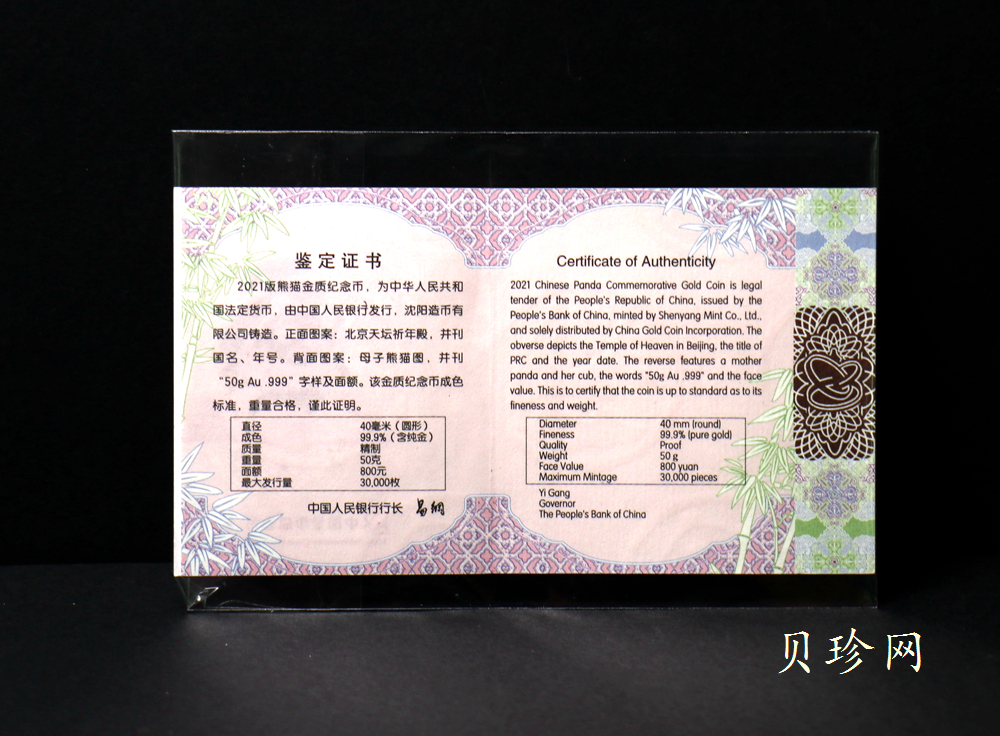 鉴定证书
2021版熊猫金质纪念币，为中华人民共和
国法定货币，由中国人民银行发行，沈阳造币有
限公司铸造。正面图案：北京天坛祈年殿，并刊
国名、年号。背面图案：母子熊猫图，并刊
“50g Au .999”字样及面额。该金质纪念币成色
标准，重量合格，谨此证明。
直径 40毫米（圆形）
成色 99.9%（含纯金）
质量 精制
重量 50克
面额 800元
最大发行量 30,000枚
中国人民银行行长 易纲
Certificate of Authenticity
2021 Chinese Panda Commemorative Gold Coin is legal
tender of the People's Republic of China, issued by the
People's Bank of China, minted by Shenyang Mint Co., Ltd.,
and solely distributed by China Gold Coin Incorporation. The
obverse depicts the Temple of Heaven in Beijing, the title of
PRC and the year date. The reverse features a mother
panda and her cub, the words "50g Au .999" and the face
value. This is to certify that the coin is up to standard as to its
fineness and weight.
Diameter 40 mm (round)
Fineness 99.9% (pure gold)
Quality Proof
Weight 50 g
Face Value 800 yuan
Maximum Mintage 30,000 pieces
Yi Gang
Governor
The People's Bank of China
贝珍网